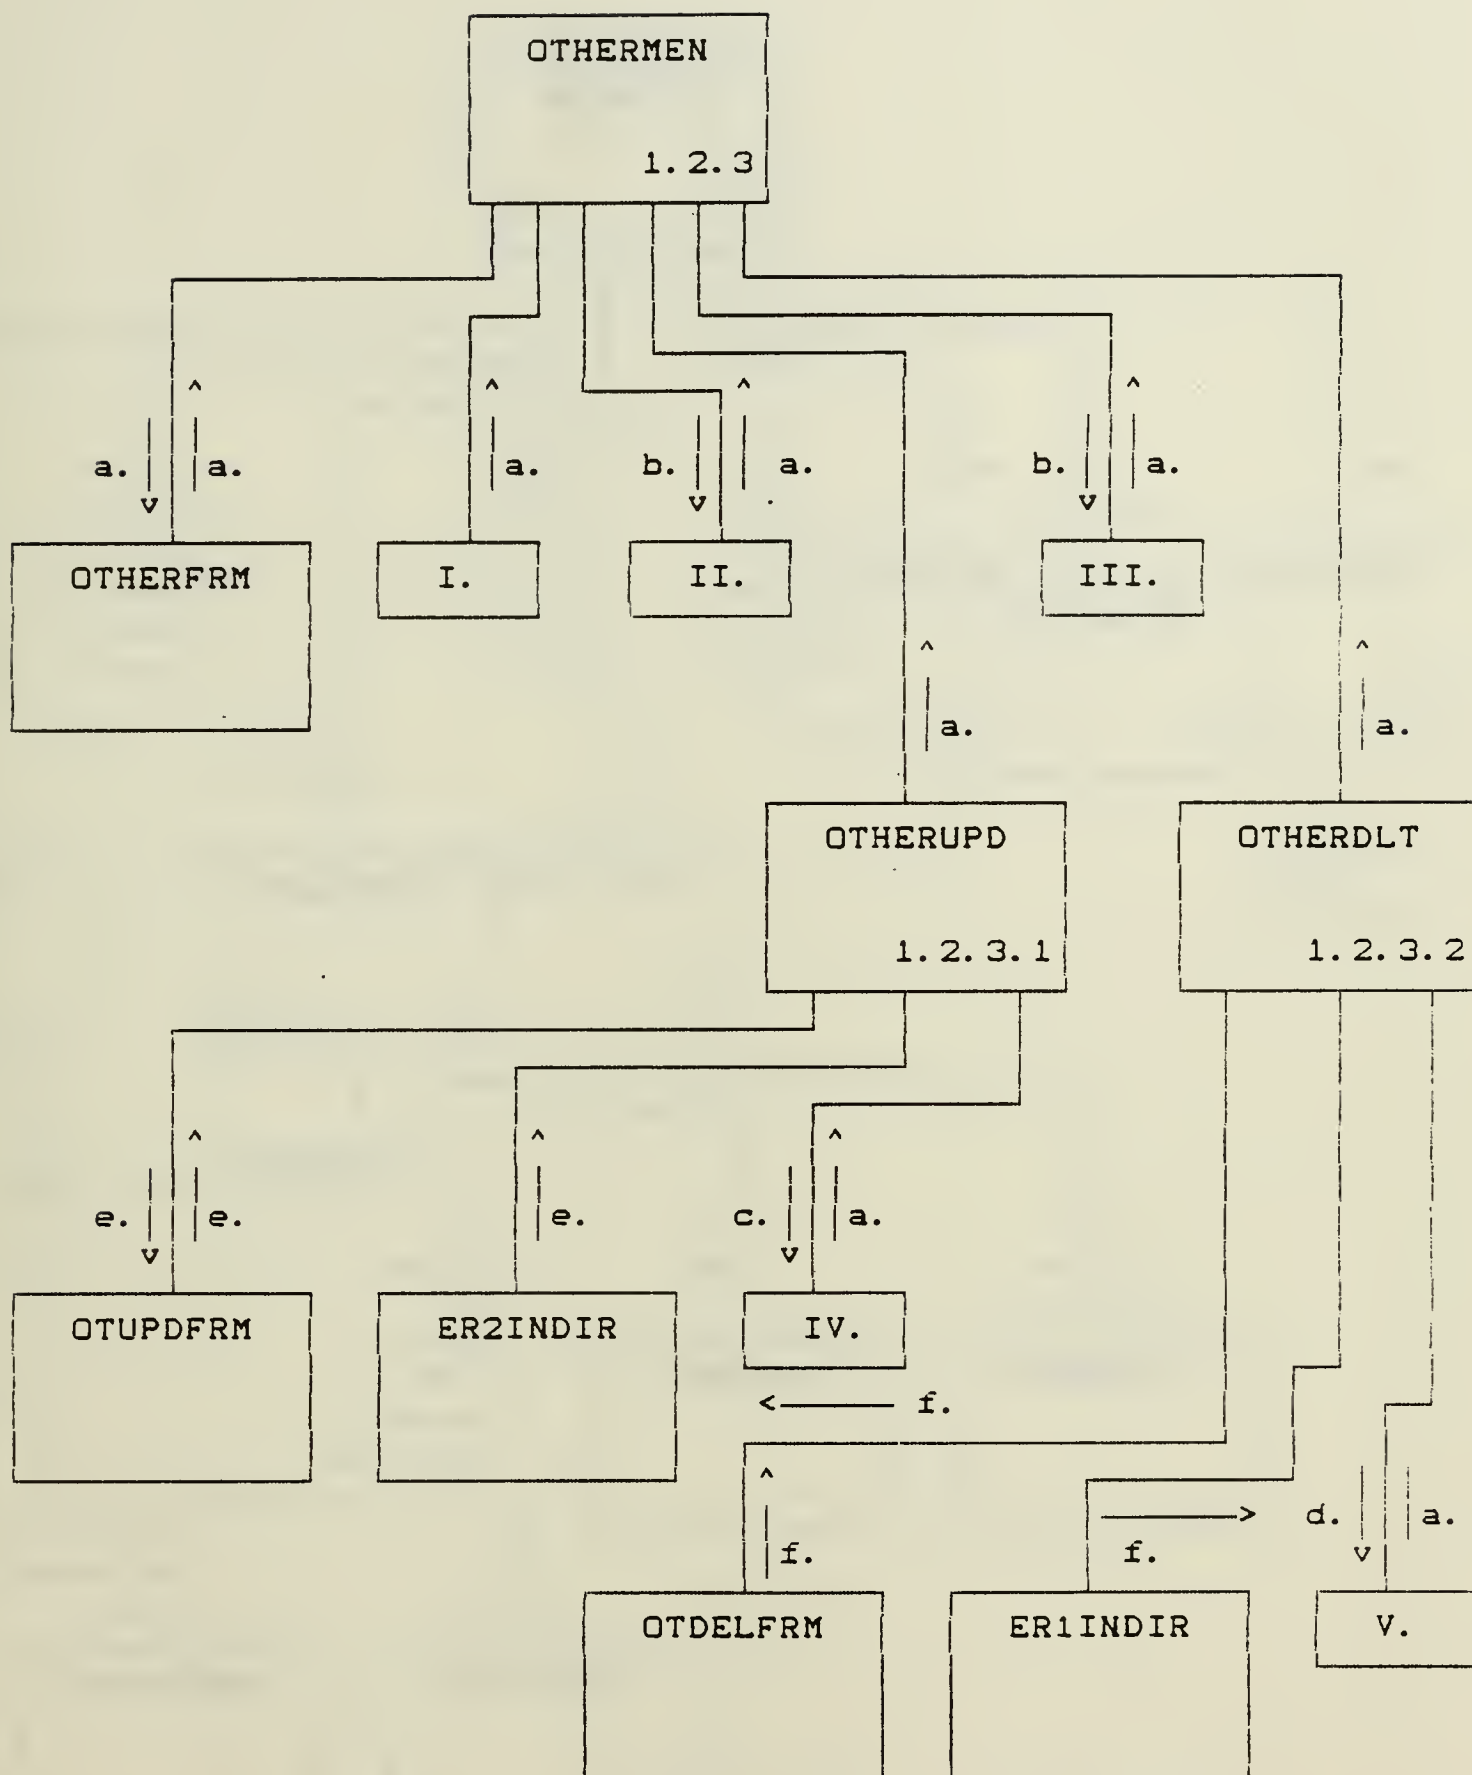 OTHERMEN
1.2.3
a. a. a. b. a. b. a.
OTHERFRM I. II. III.
a. a.
OTHERUPD OTHERDLT
1.2.3.1 1.2.3.2
e. e. e. c. a.
OTUPDFRM ER2INDIR IV.
f.
f. f. d. a.
OTDELFRM ER1INDIR V.